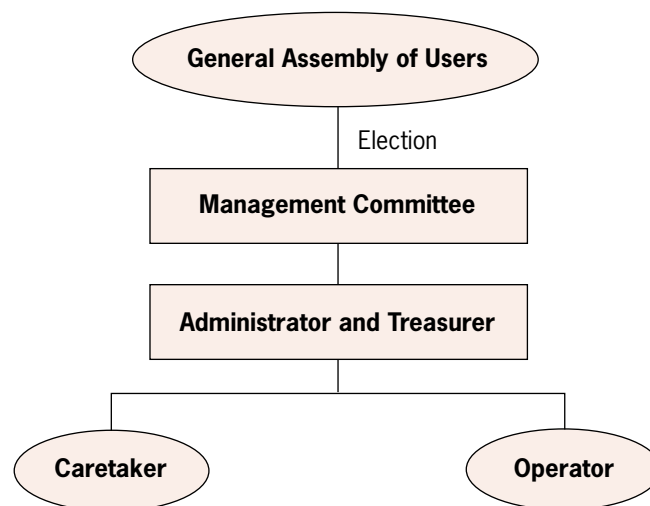 General Assembly of Users
Election
Management Committee
Administrator and Treasurer
Caretaker
Operator